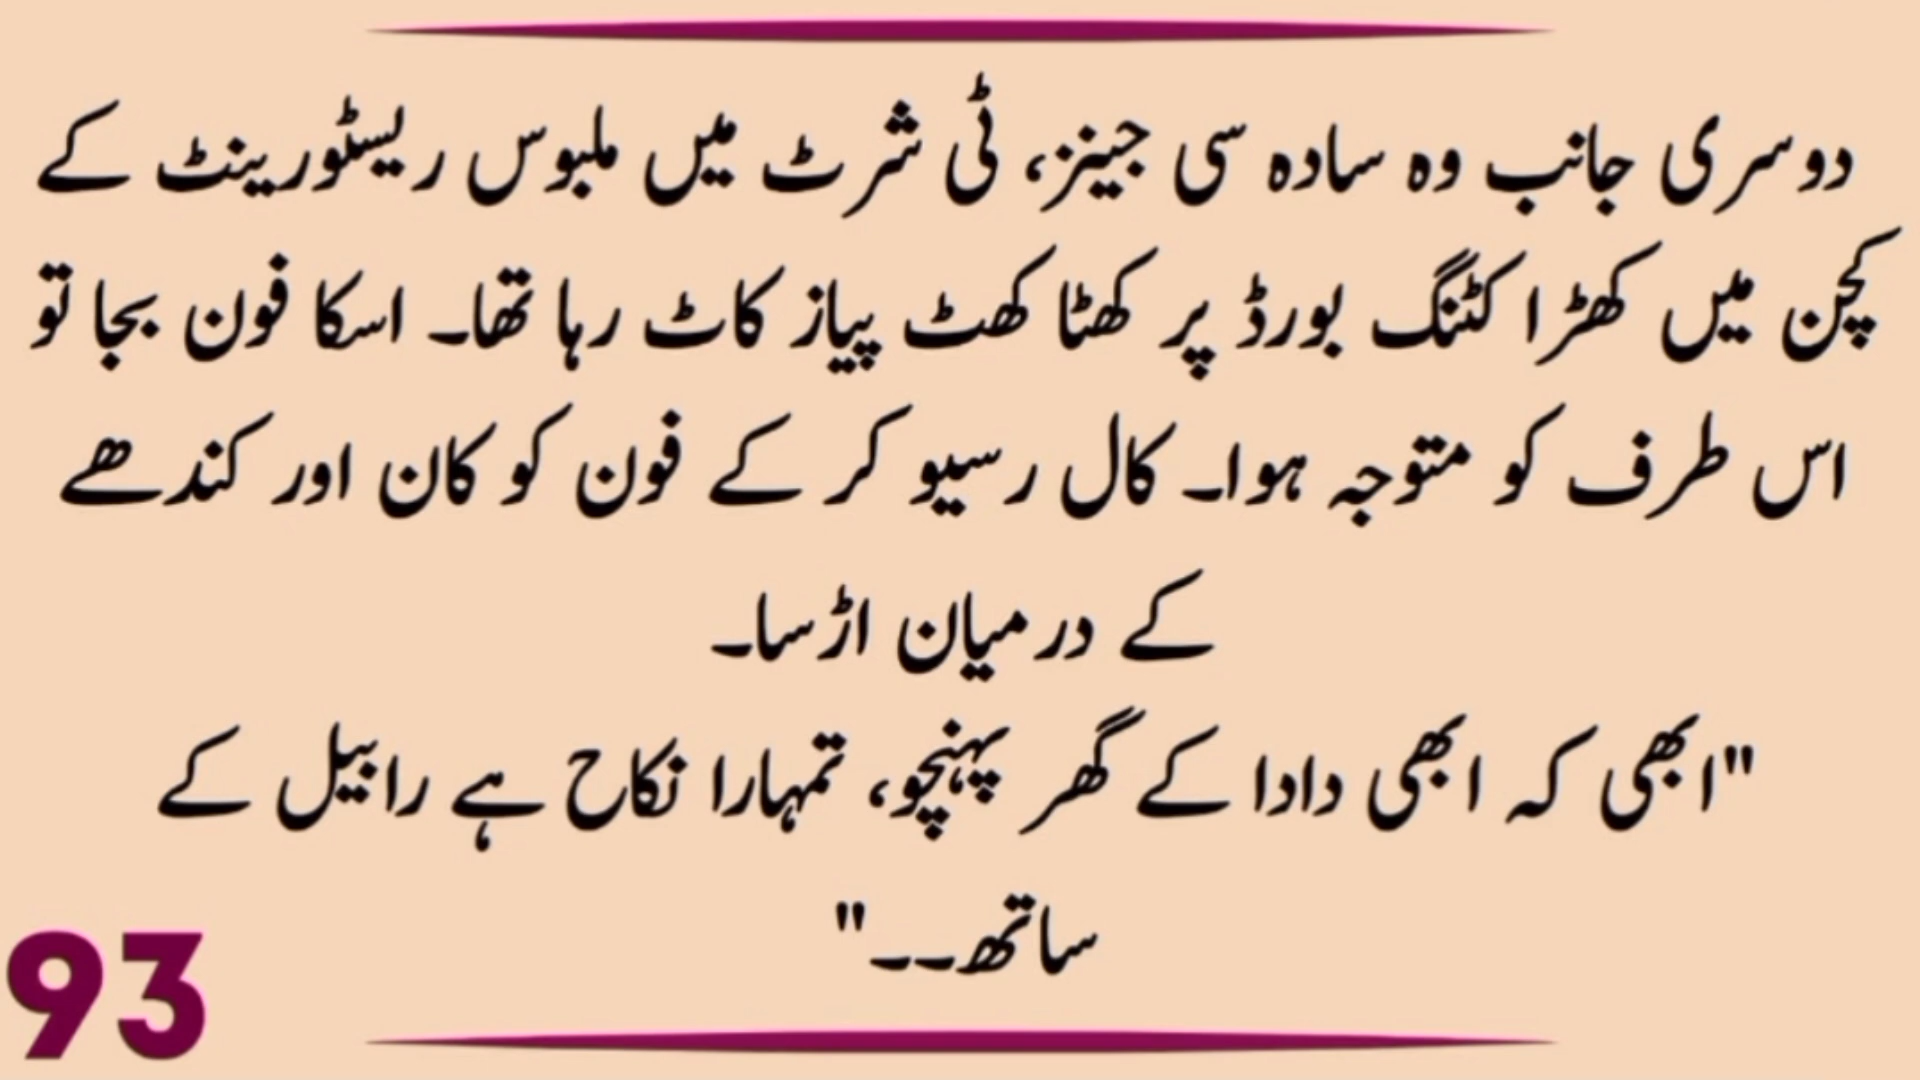 دوسری جانب وہ سادہ سی جینز، ٹی شرٹ میں ملبوس ریسٹورینٹ کے
کچن میں کھڑا کٹنگ بورڈ پر کھٹا کھٹ پیاز کاٹ رہا تھا۔ اسکا فون بجا تو
اس طرف کو متوجہ ہوا۔ کال رسیو کر کے فون کو کان اور کندھے
کے درمیان اڑسا۔
"ابھی کہ ابھی دادا کے گھر پہنچو، تمہارا نکاح ہے رابیل کے
ساتھ۔۔۔"
93